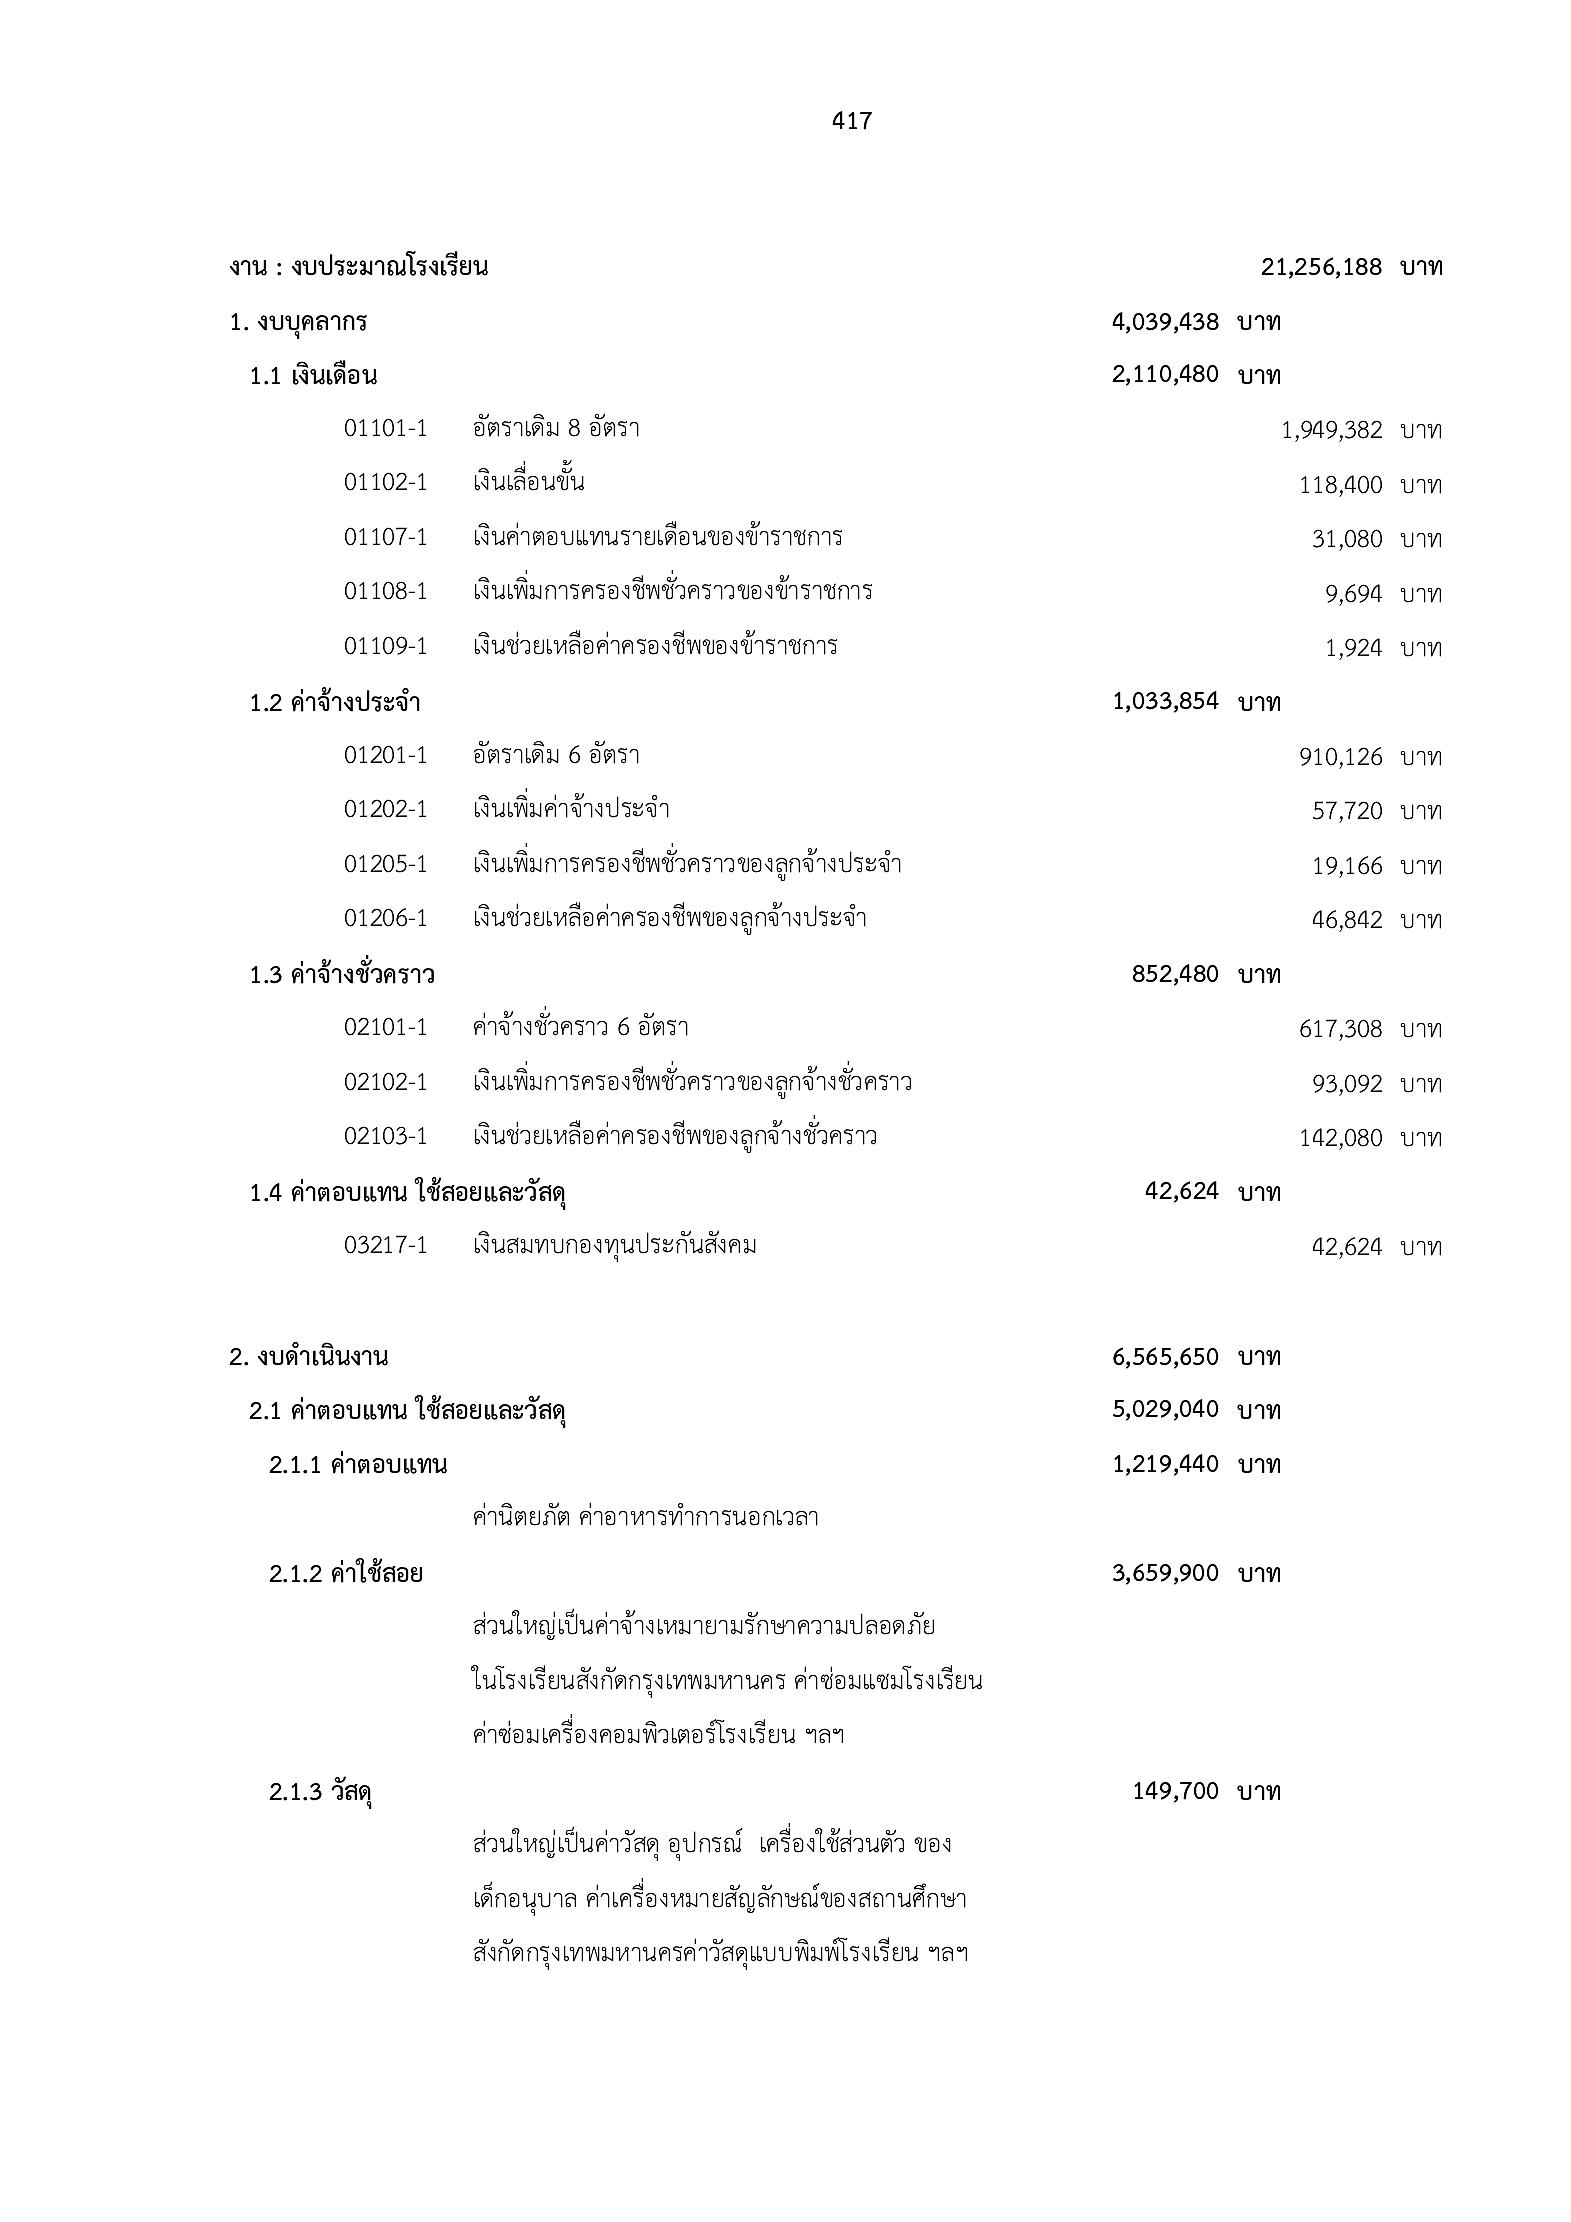 417
งาน : งบประมาณโรงเรียน 21,256,188 บาท
1. งบบุคลากร 4,039,438 บาท
1.1 เงินเดือน 2,110,480 บาท
01101-1 อัตราเดิม 8 อัตรา 1,949,382 บาท
01102-1 เงินเลื่อนขั้น 118,400 บาท
01107-1 เงินค่าตอบแทนรายเดือนของข้าราชการ 31,080 บาท
01108-1 เงินเพิ่มการครองชีพชั่วคราวของข้าราชการ 9,694 บาท
01109-1 เงินช่วยเหลือค่าครองชีพของข้าราชการ 1,924 บาท
1.2 ค่าจ้างประจำ 1,033,854 บาท
01201-1 อัตราเดิม 6 อัตรา 910,126 บาท
01202-1 เงินเพิ่มค่าจ้างประจำ 57,720 บาท
01205-1 เงินเพิ่มการครองชีพชั่วคราวของลูกจ้างประจำ 19,166 บาท
01206-1 เงินช่วยเหลือค่าครองชีพของลูกจ้างประจำ 46,842 บาท
1.3 ค่าจ้างชั่วคราว 852,480 บาท
02101-1 ค่าจ้างชั่วคราว 6 อัตรา 617,308 บาท
02102-1 เงินเพิ่มการครองชีพชั่วคราวของลูกจ้างชั่วคราว 93,092 บาท
02103-1 เงินช่วยเหลือค่าครองชีพของลูกจ้างชั่วคราว 142,080 บาท
1.4 ค่าตอบแทน ใช้สอยและวัสดุ 42,624 บาท
03217-1 เงินสมทบกองทุนประกันสังคม 42,624 บาท
2. งบดำเนินงาน 6,565,650 บาท
2.1 ค่าตอบแทน ใช้สอยและวัสดุ 5,029,040 บาท
2.1.1 ค่าตอบแทน 1,219,440 บาท
ค่านิตยภัต ค่าอาหารทำการนอกเวลา
2.1.2 ค่าใช้สอย 3,659,900 บาท
ส่วนใหญ่เป็นค่าจ้างเหมายามรักษาความปลอดภัย
ในโรงเรียนสังกัดกรุงเทพมหานคร ค่าซ่อมแซมโรงเรียน
ค่าซ่อมเครื่องคอมพิวเตอร์โรงเรียน ฯลฯ
2.1.3 วัสดุ 149,700 บาท
ส่วนใหญ่เป็นค่าวัสดุ อุปกรณ์ เครื่องใช้ส่วนตัว ของ
เด็กอนุบาล ค่าเครื่องหมายสัญลักษณ์ของสถานศึกษา
สังกัดกรุงเทพมหานครค่าวัสดุแบบพิมพ์โรงเรียน ฯลฯ